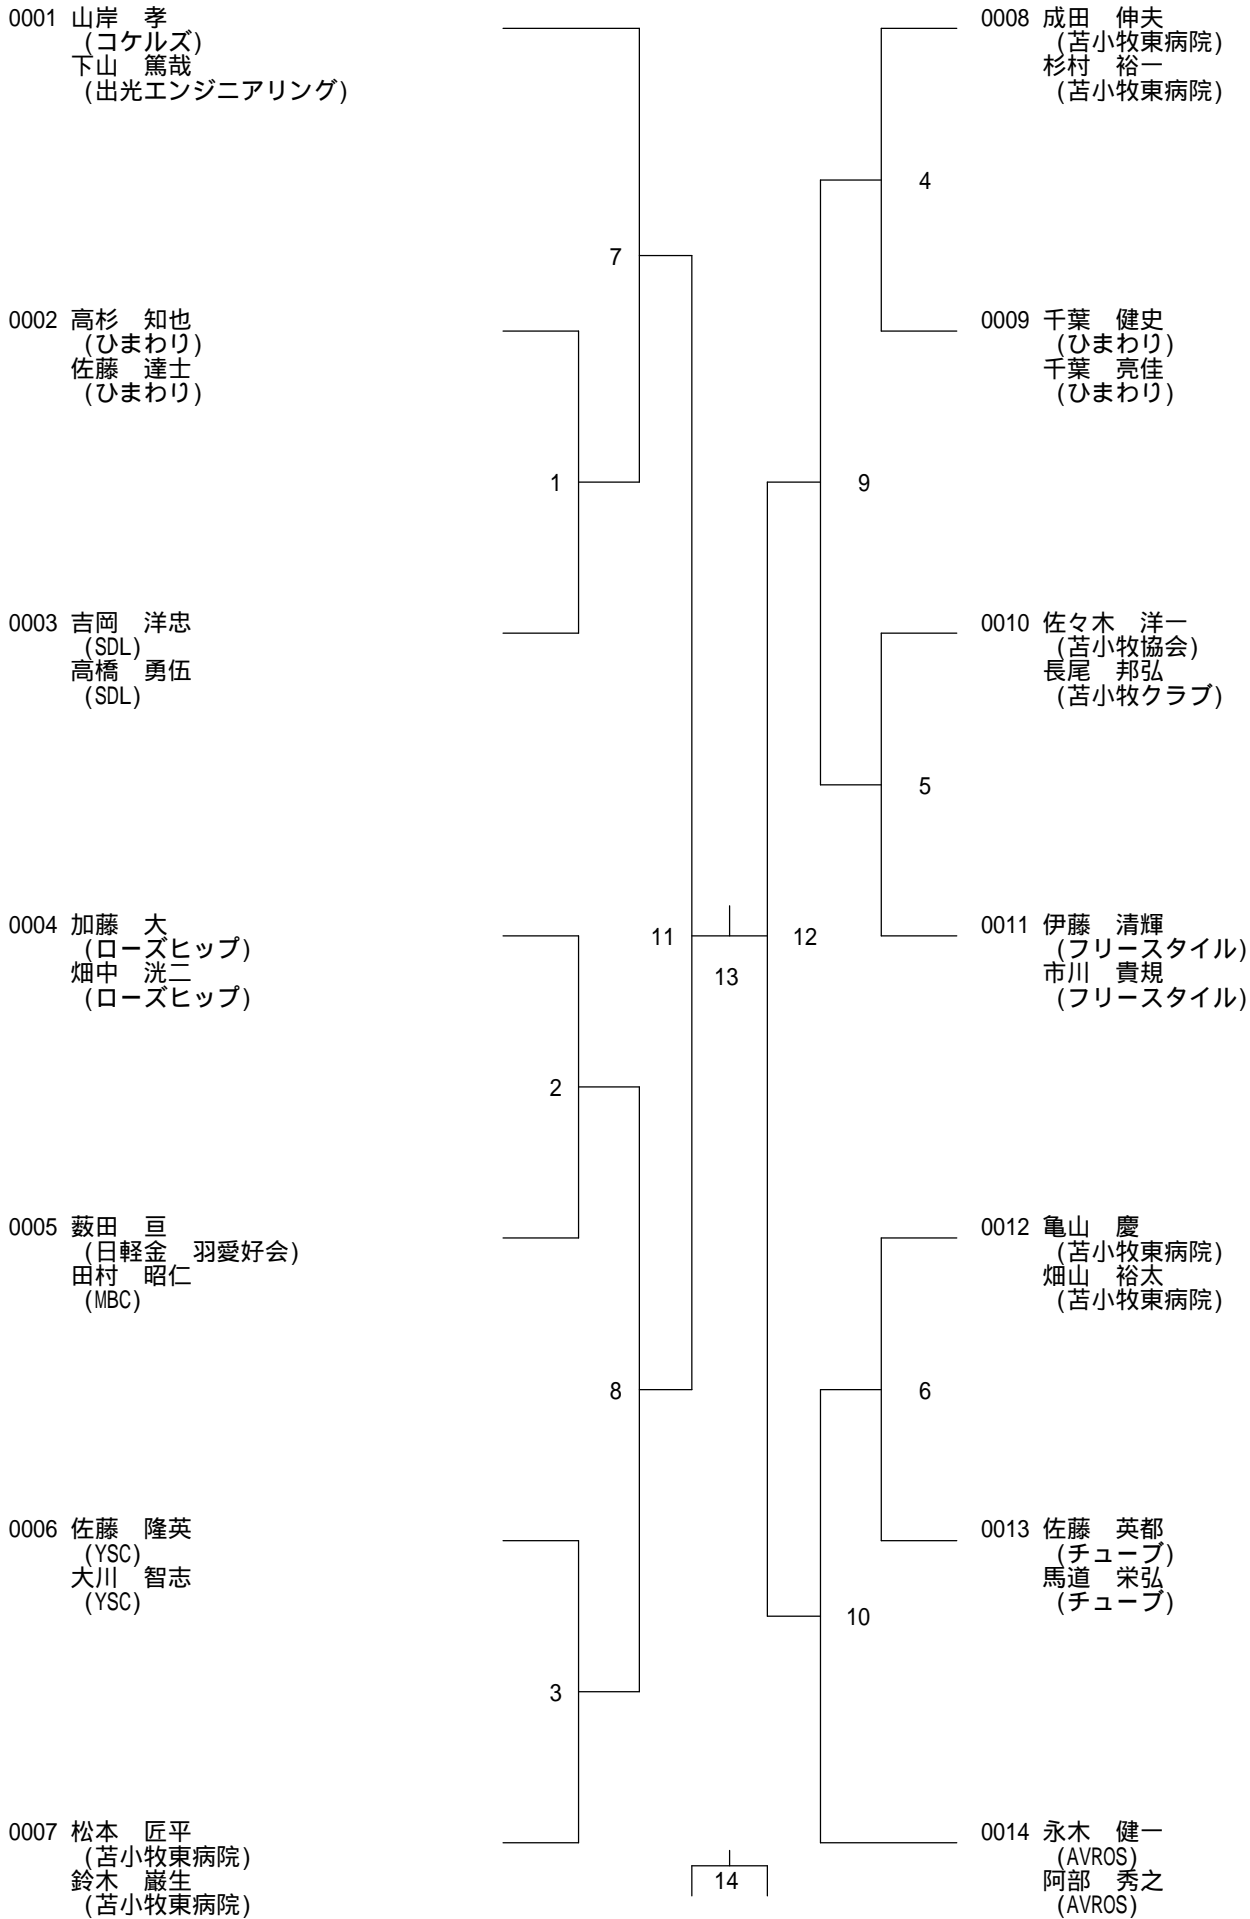 0001 山岸　孝
(コケルズ)
下山　篤哉
(出光エンジニアリング)
7
0002 高杉　知也
(ひまわり)
佐藤　達士
(ひまわり)
1
0003 吉岡　洋忠
(SDL)
高橋　勇伍
(SDL)
0004 加藤　大
(ローズヒップ)
畑中　洸二
(ローズヒップ)
11
13
2
0005 薮田　亘
(日軽金　羽愛好会)
田村　昭仁
(MBC)
8
0006 佐藤　隆英
(YSC)
大川　智志
(YSC)
3
0007 松本　匠平
(苫小牧東病院)
鈴木　巌生
(苫小牧東病院)
14
0008 成田　伸夫
(苫小牧東病院)
杉村　裕一
(苫小牧東病院)
4
0009 千葉　健史
(ひまわり)
千葉　亮佳
(ひまわり)
9
0010 佐々木　洋一
(苫小牧協会)
長尾　邦弘
(苫小牧クラブ)
5
12
0011 伊藤　清輝
(フリースタイル)
市川　貴規
(フリースタイル)
0012 亀山　慶
(苫小牧東病院)
畑山　裕太
(苫小牧東病院)
6
0013 佐藤　英都
(チューブ)
馬道　栄弘
(チューブ)
10
0014 永木　健一
(AVROS)
阿部　秀之
(AVROS)